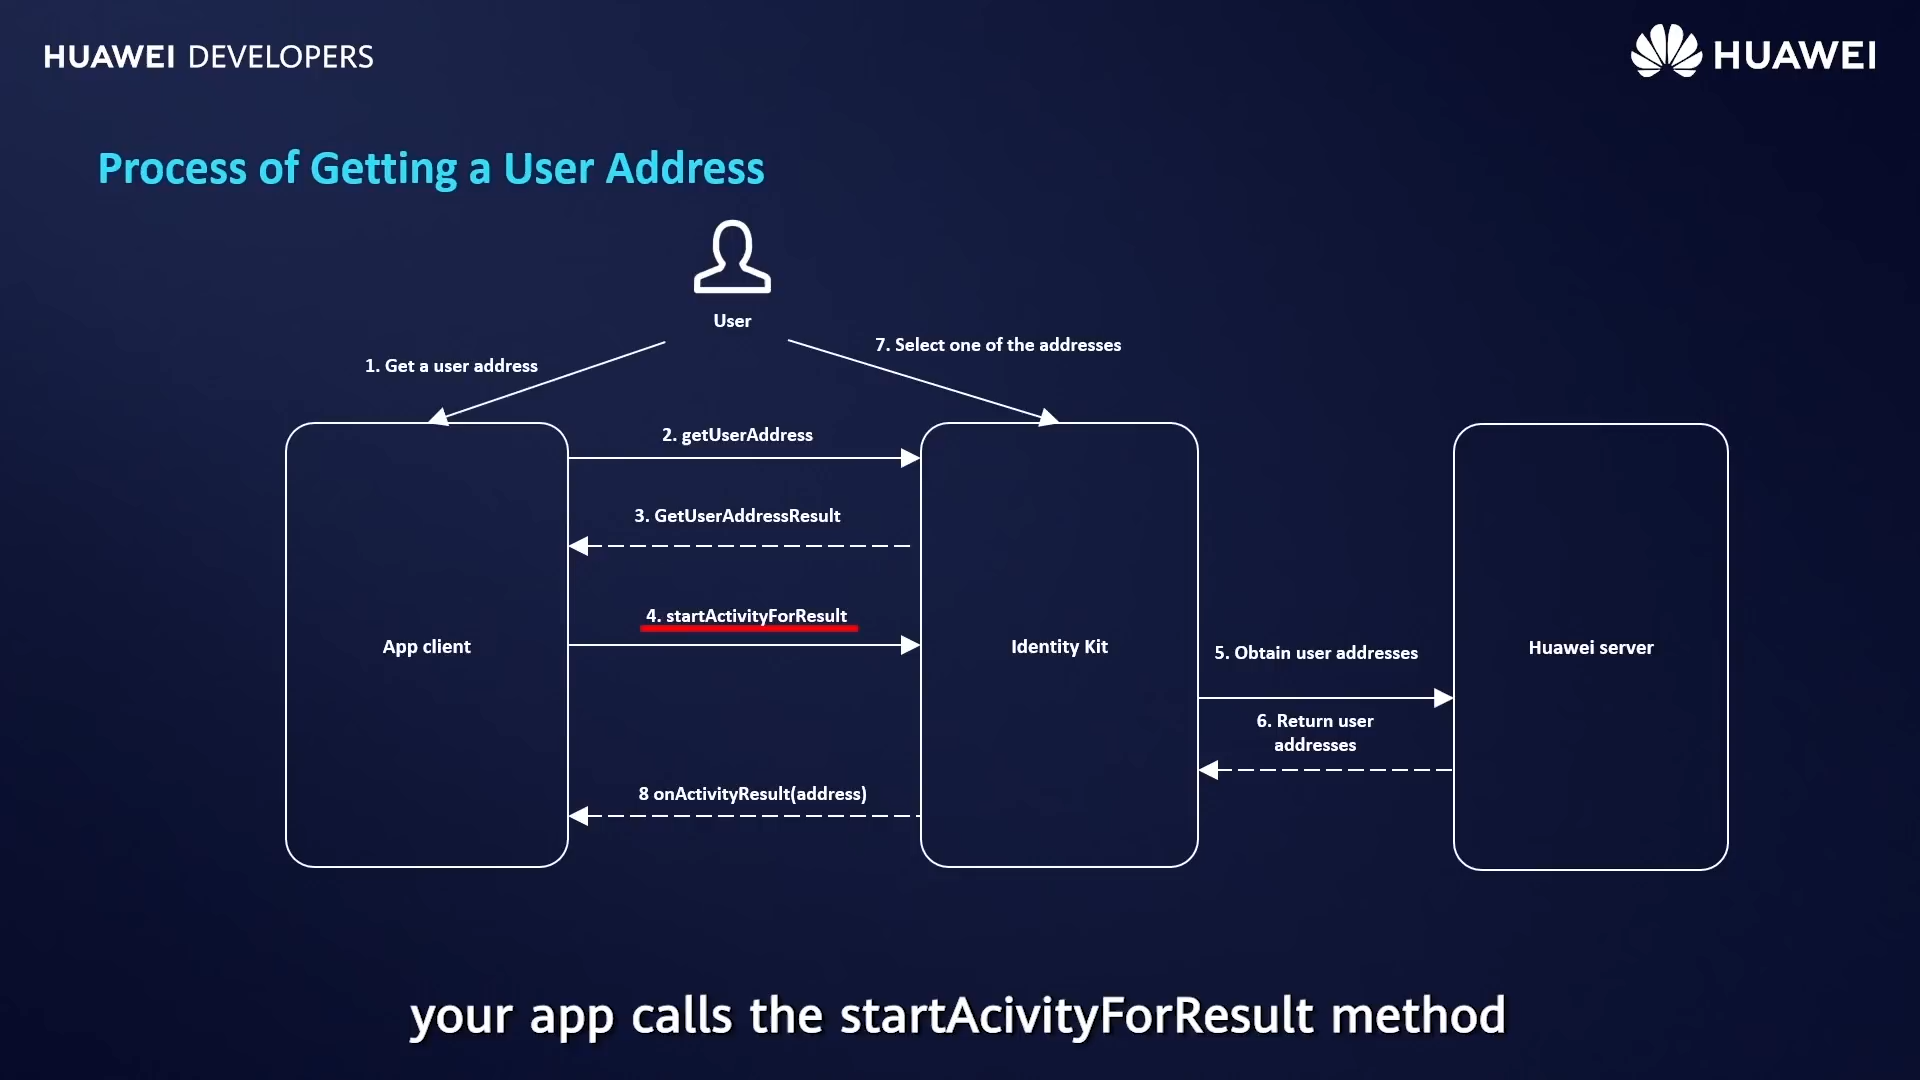 HUAWEI DEVELOPERS
HUAWEI
Process of Getting a User Address
User
1. Get a user address
7. Select one of the addresses
2. getUserAddress
3. GetUserAddressResult
4. startActivityForResult
App client
Identity Kit
Huawei server
5. Obtain user addresses
6. Return user
addresses
8 onActivityResult(address)
your app calls the startAcivityForResult method